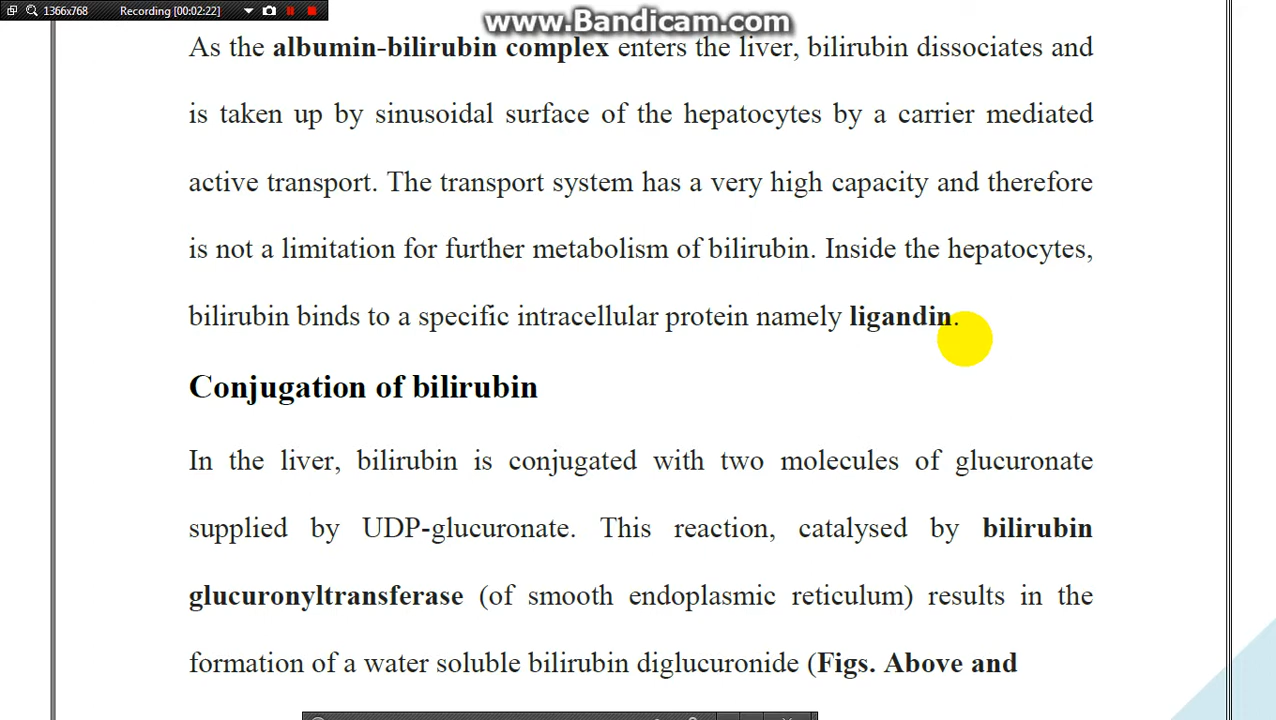 1366x768 Recording [00:02:22]
www.Bandicam.com
As the albumin-bilirubin complex enters the liver, bilirubin dissociates and
is taken up by sinusoidal surface of the hepatocytes by a carrier mediated
active transport. The transport system has a very high capacity and therefore
is not a limitation for further metabolism of bilirubin. Inside the hepatocytes,
bilirubin binds to a specific intracellular protein namely ligandin.
Conjugation of bilirubin
In the liver, bilirubin is conjugated with two molecules of glucuronate
supplied by UDP-glucuronate. This reaction, catalysed by bilirubin
glucuronyltransferase (of smooth endoplasmic reticulum) results in the
formation of a water soluble bilirubin diglucuronide (Figs. Above and